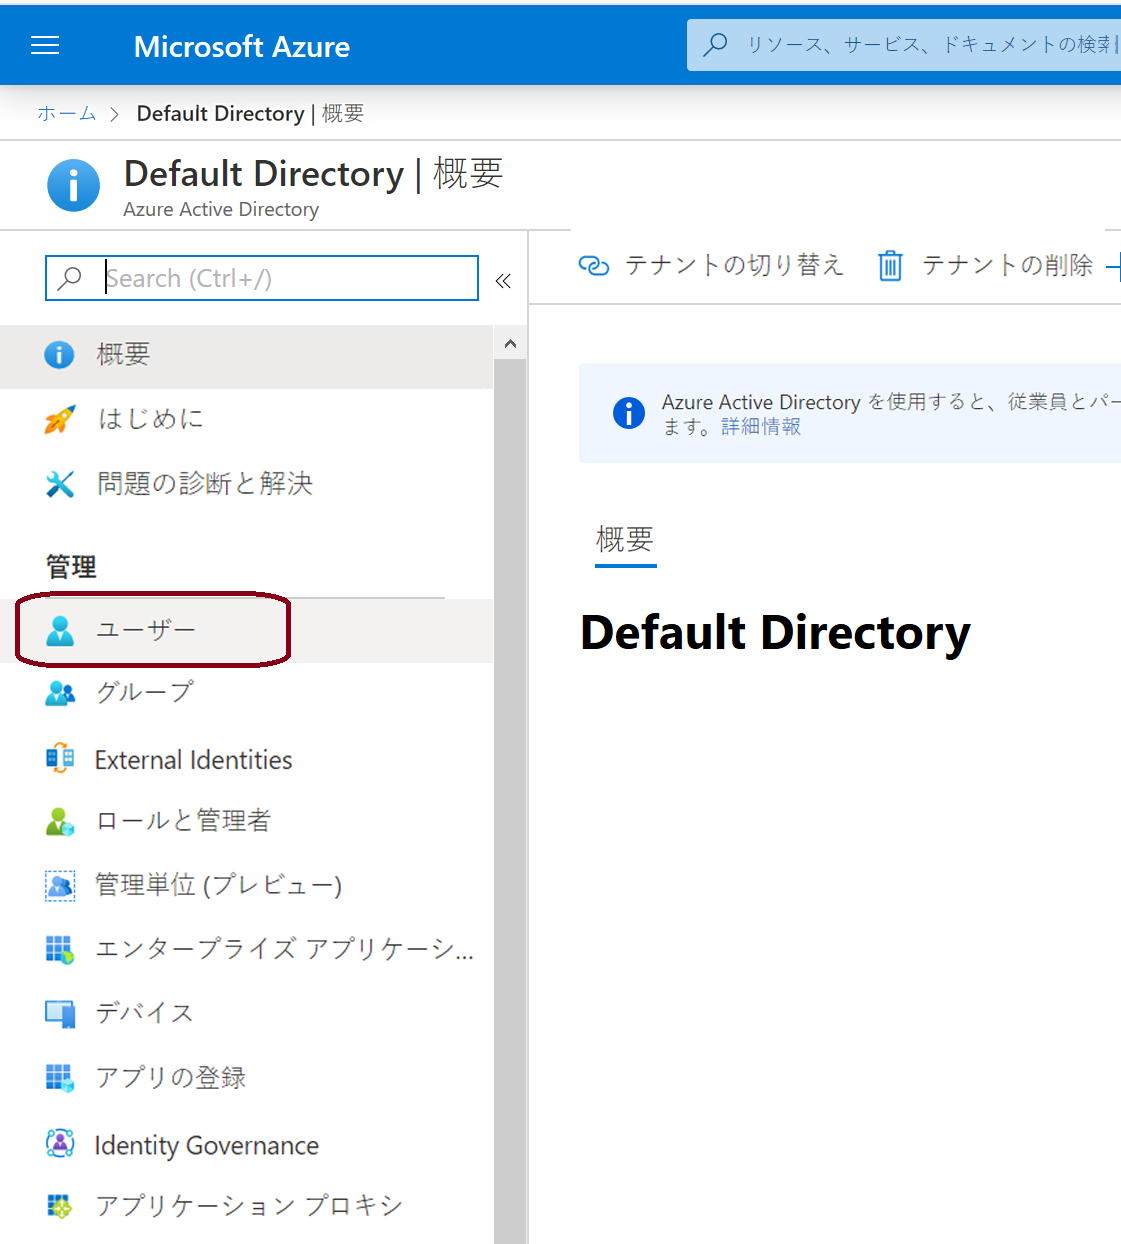 Microsoft Azure
リソース、サービス、ドキュメントの検索
ホーム > Default Directory | 概要
Default Directory | 概要
Azure Active Directory
Search (Ctrl+/)
«
テナントの切り替え
テナントの削除
概要
はじめに
問題の診断と解決
管理
ユーザー
グループ
External Identities
ロールと管理者
管理単位 (プレビュー)
エンタープライズ アプリケーシ...
デバイス
アプリの登録
Identity Governance
アプリケーション プロキシ
Azure Active Directory を使用すると、従業員とパー
ます。詳細情報
概要
Default Directory